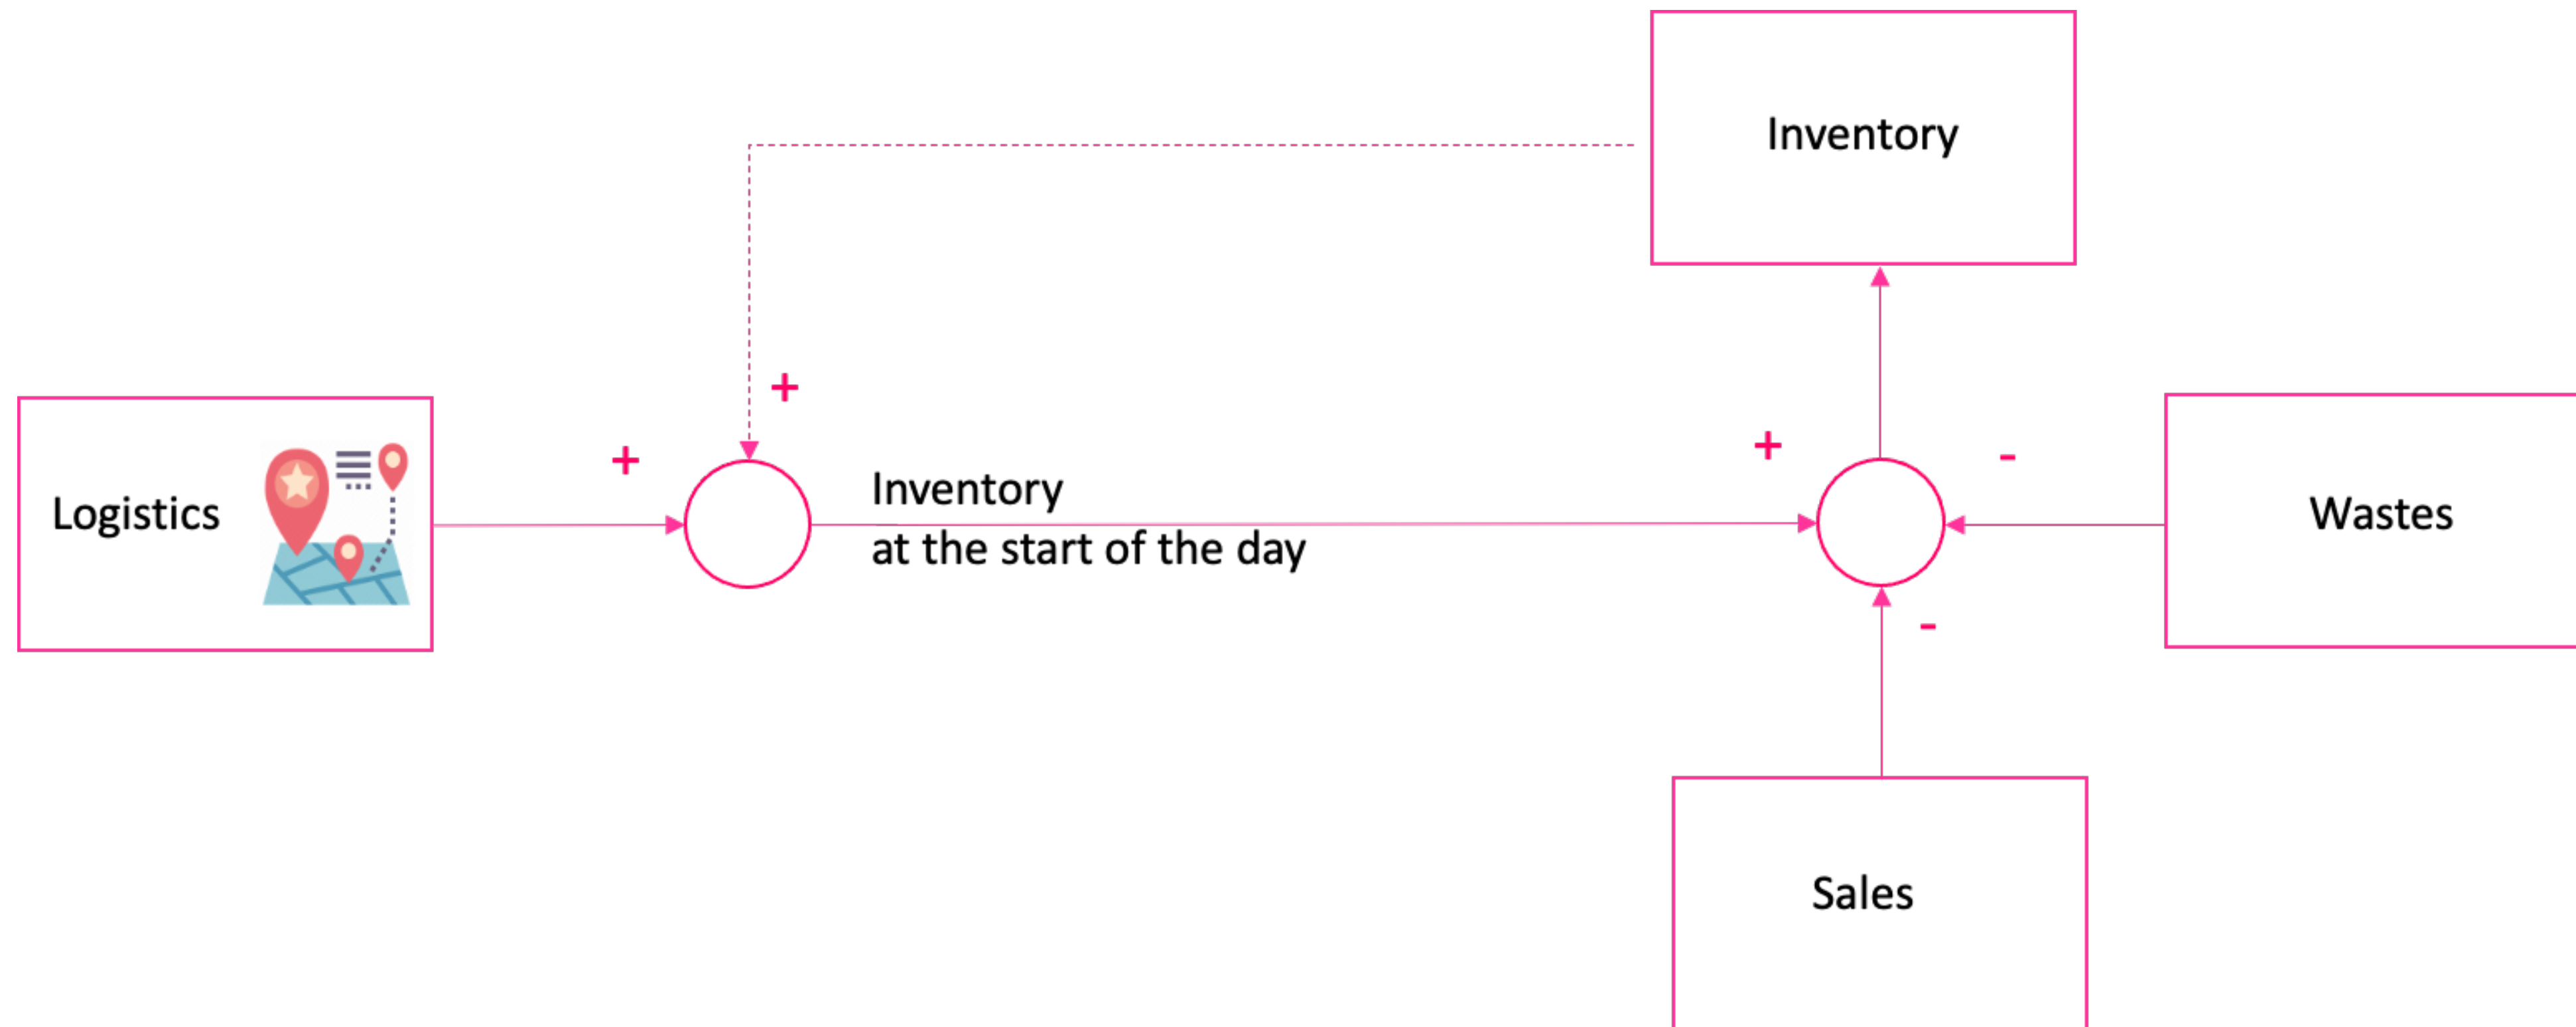 Inventory
+
+
Logistics
Inventory
at the start of the day
+
-
Wastes
-
Sales